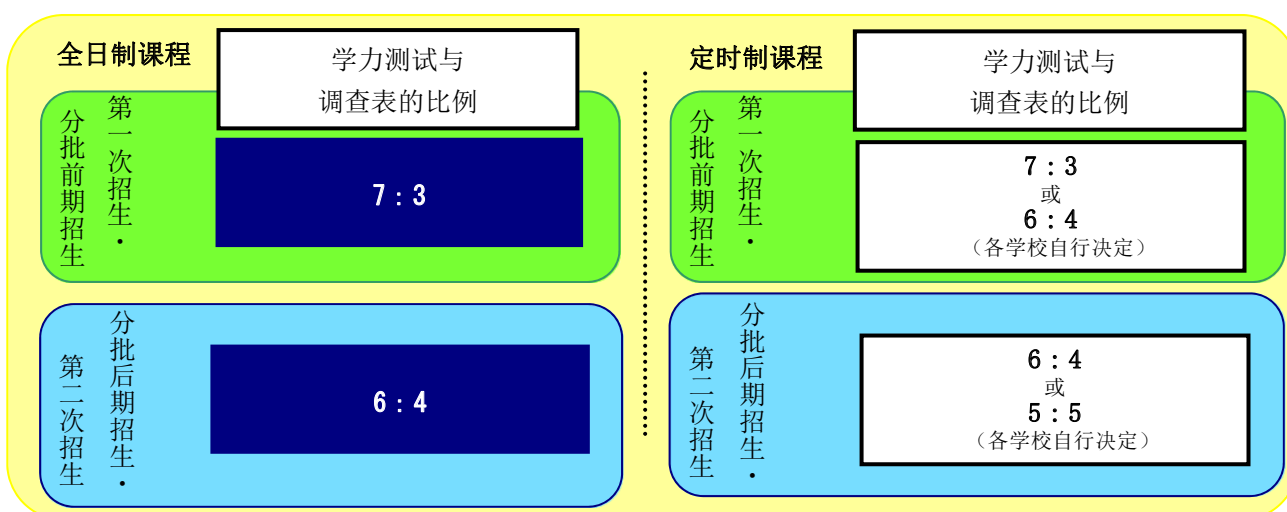 全日制课程
学力测试与
调查表的比例
第一次招生・
分批前期招生
7：3
分批后期招生・
第二次招生
6：4
定时制课程
学力测试与
调查表的比例
第一次招生・
分批前期招生
7：3
或
6：4
（各学校自行决定）
分批后期招生・
第二次招生
6：4
或
5：5
（各学校自行决定）